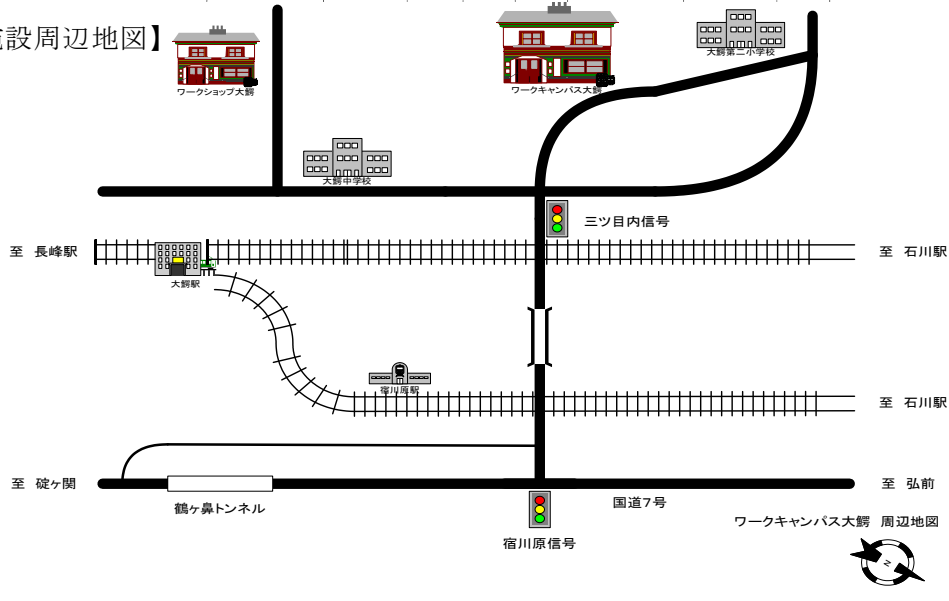 設周辺地図】
ワークショップ大鰐
ワークキャンパス大鰐
大鰐第二小学校
大鰐中学校
三ツ目内信号
至 長峰駅
至 石川駅
大鰐駅
宿川原駅
至 石川駅
至 碇ヶ関
至 弘前
鶴ヶ鼻トンネル
国道7号
ワークキャンパス大鰐 周辺地図
宿川原信号
N